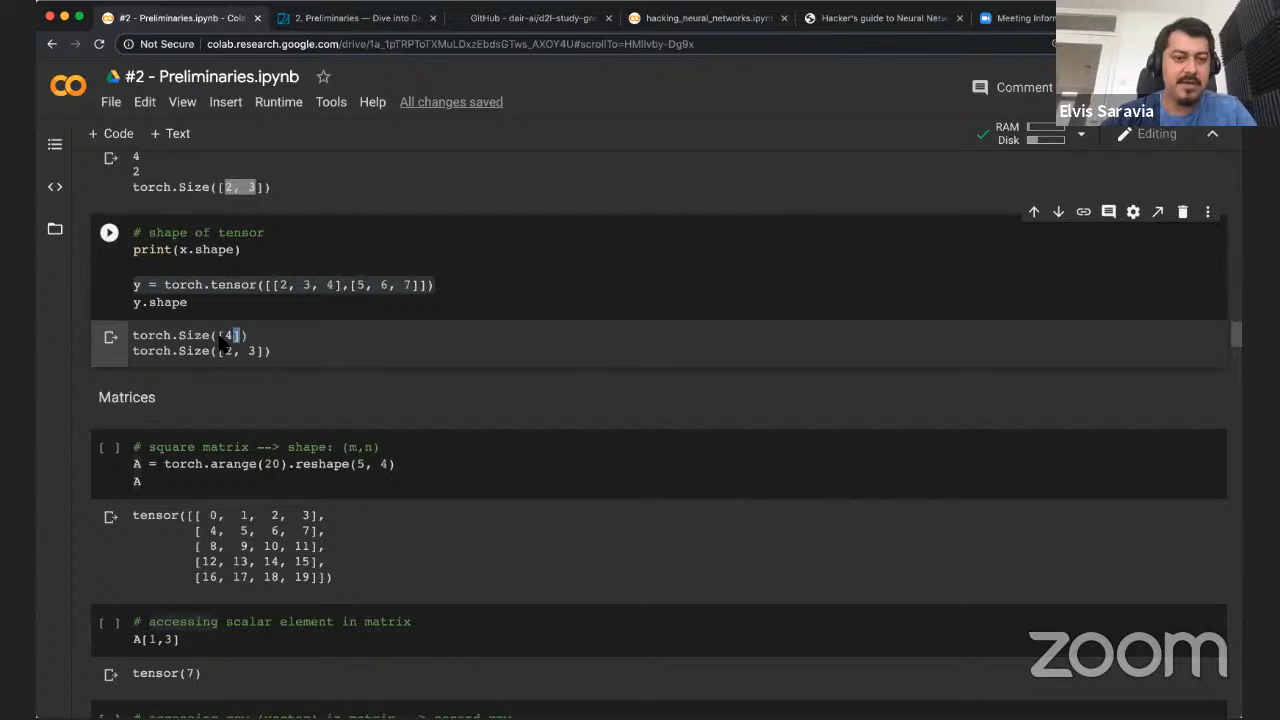 #2 - Preliminaries.ipynb - Cola
2. Preliminaries — Dive into D
GitHub - dair-ai/d2l-study-gro
hacking_neural_networks.ipynb
Hacker's guide to Neural Netw
Meeting Inform
Not Secure
colab.research.google.com/drive/1a_1pTRPToTXMuLDxzEbdsGTws_AXOY4U#scrollTo=HMIIvby-Dg9x
#2 - Preliminaries.ipynb
File Edit View Insert Runtime Tools Help All changes saved
Comment
Elvis Saravia
+ Code + Text
RAM
Disk
Editing
4
2
torch.Size([2, 3])
# shape of tensor
print(x.shape)
y = torch.tensor([[2, 3, 4],[5, 6, 7]])
y.shape
torch.Size([4])
torch.Size([2, 3])
Matrices
[ ] # square matrix --> shape: (m,n)
A = torch.arange(20).reshape(5, 4)
A
tensor([[ 0, 1, 2, 3],
[ 4, 5, 6, 7],
[ 8, 9, 10, 11],
[12, 13, 14, 15],
[16, 17, 18, 19]])
[ ] # accessing scalar element in matrix
A[1,3]
tensor(7)
zoom